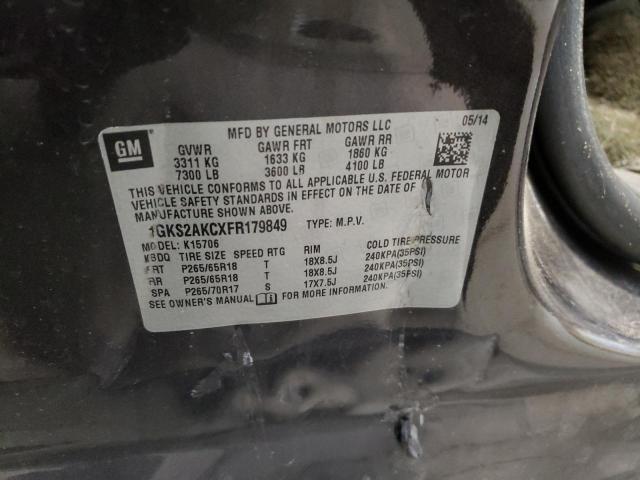 MFD BY GENERAL MOTORS LLC 05/14
GM GVWR GAWR FRT GAWR RR
3311 KG 1633 KG 1860 KG
7300 LB 3600 LB 4100 LB
THIS VEHICLE CONFORMS TO ALL APPLICABLE U.S. FEDERAL MOTOR
VEHICLE SAFETY STANDARDS IN EFFECT ON THE DATE OF
MANUFACTURE SHOWN ABOVE.
1GKS2AKCXFR179849 TYPE: M.P.V.
MODEL: K15706
KBDQ TIRE SIZE SPEED RTG RIM COLD TIRE PRESSURE
FRT P265/65R18 T 18X8.5J 240KPA(35PSI)
RR P265/65R18 T 18X8.5J 240KPA(35PSI)
SPA P265/70R17 S 17X7.5J 240KPA(35PSI)
SEE OWNER'S MANUAL FOR MORE INFORMATION.